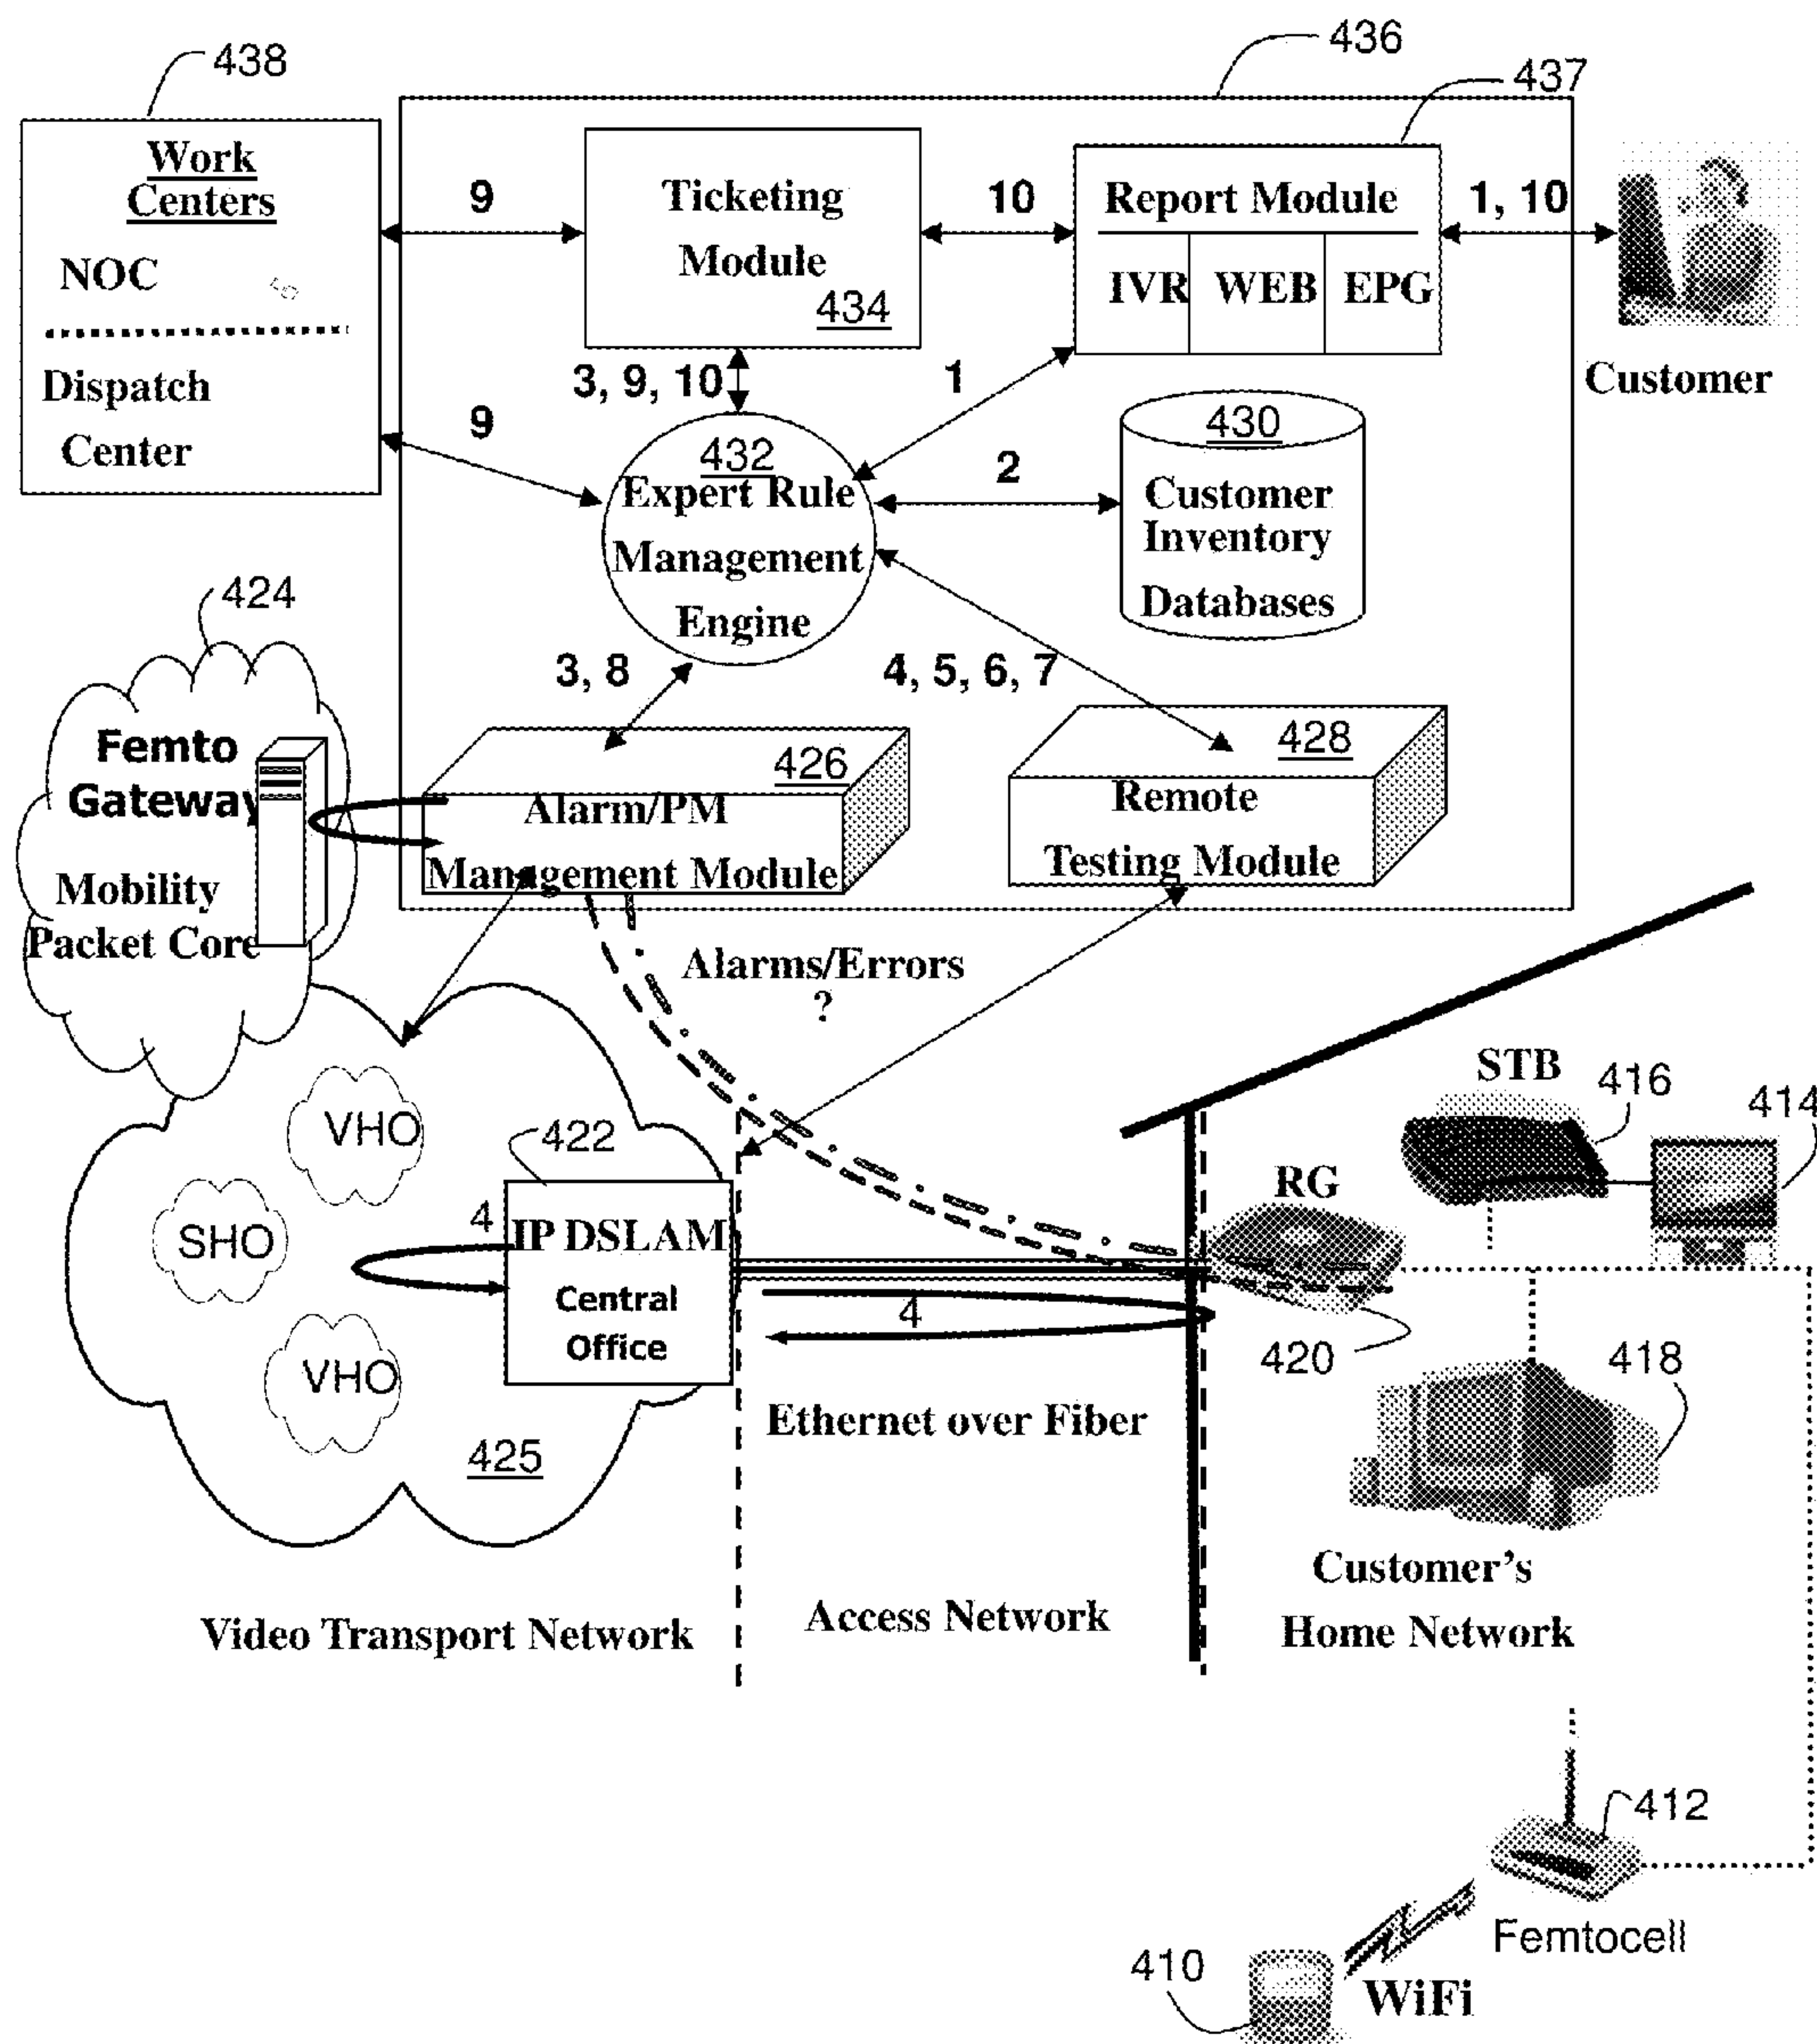 438
436
437
Work
Centers
NOC
Dispatch
Center
9
Ticketing
Module
434
10
Report Module
IVR
WEB
EPG
1, 10
Customer
3, 9, 10
1
9
432
Expert Rule
Management
Engine
2
430
Customer
Inventory
Databases
424
3, 8
4, 5, 6, 7
Femto
Gateway
Mobility
Packet Core
426
Alarm/PM
Management Module
428
Remote
Testing Module
Alarms/Errors
?
STB
416
414
VHO
422
SHO
4
IP DSLAM
Central
Office
RG
4
420
418
VHO
425
Ethernet over Fiber
Video Transport Network
Access Network
Customer's
Home Network
412
Femtocell
410
WiFi